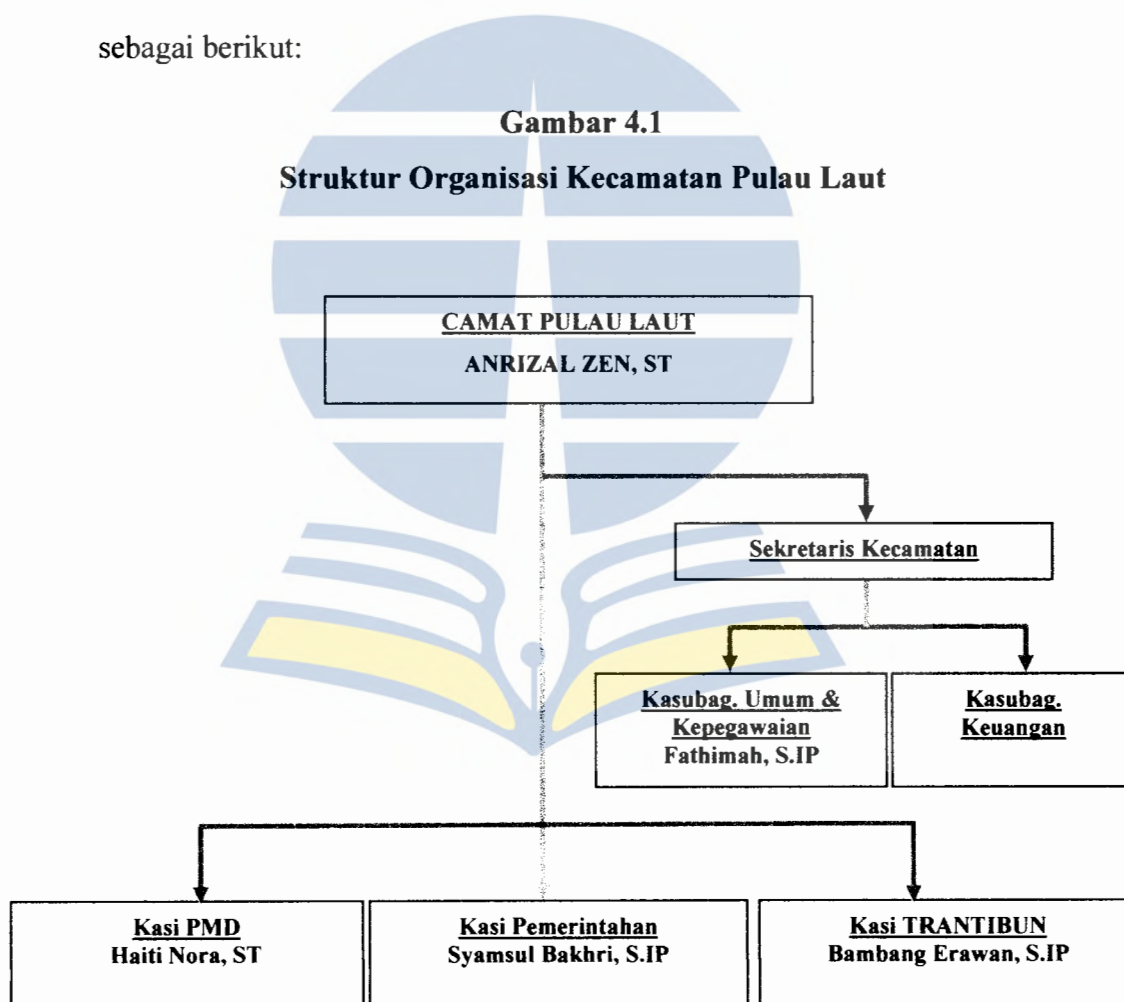 sebagai berikut:
Gambar 4.1
Struktur Organisasi Kecamatan Pulau Laut
CAMAT PULAU LAUT
ANRIZAL ZEN, ST
Sekretaris Kecamatan
Kasubag. Umum &
Kepegawaian
Fathimah, S.IP
Kasubag.
Keuangan
Kasi PMD
Haiti Nora, ST
Kasi Pemerintahan
Syamsul Bakhri, S.IP
Kasi TRANTIBUN
Bambang Erawan, S.IP